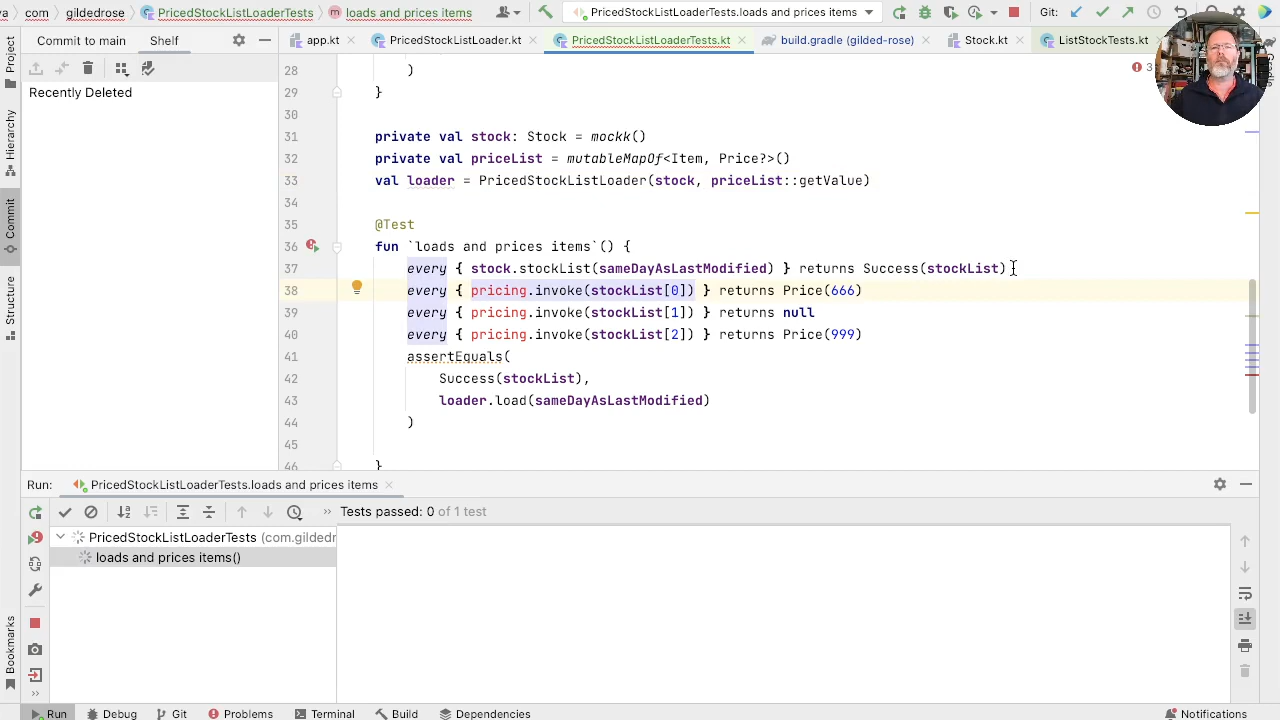 va
com
gildedrose
PricedStockListLoaderTests
loads and prices items
PricedStockListLoaderTests.loads and prices items
Git:
Commit to main
Shelf
app.kt
PricedStockListLoader.
PricedStockListLoaderTests.kt
build.gradle (gilded-rose)
Stock.kt
ListStockTests.kt
Project
Hierarchy
Commit
Structure
Bookmarks
Gradle
Recently Deleted
3
28 )
29 }
30
31 private val stock: Stock = mockk()
32 private val priceList = mutableMapOf<Item, Price?>()
33 val loader = PricedStockListLoader(stock, priceList::getValue)
34
35 @Test
36 fun `loads and prices items`() {
37 every { stock.stockList(sameDayAsLastModified) } returns Success(stockList)
38 every { pricing.invoke(stockList[0]) } returns Price(666)
39 every { pricing.invoke(stockList[1]) } returns null
40 every { pricing.invoke(stockList[2]) } returns Price(999)
41 assertEquals(
42 Success(stockList),
43 loader.load(sameDayAsLastModified)
44 )
45
46 }
Run:
PricedStockListLoaderTests.loads and prices items
Tests passed: 0 of 1 test
PricedStockListLoaderTests (com.gildedr
loads and prices items()
Run
Debug
Git
Problems
Terminal
Build
Dependencies
Notifications